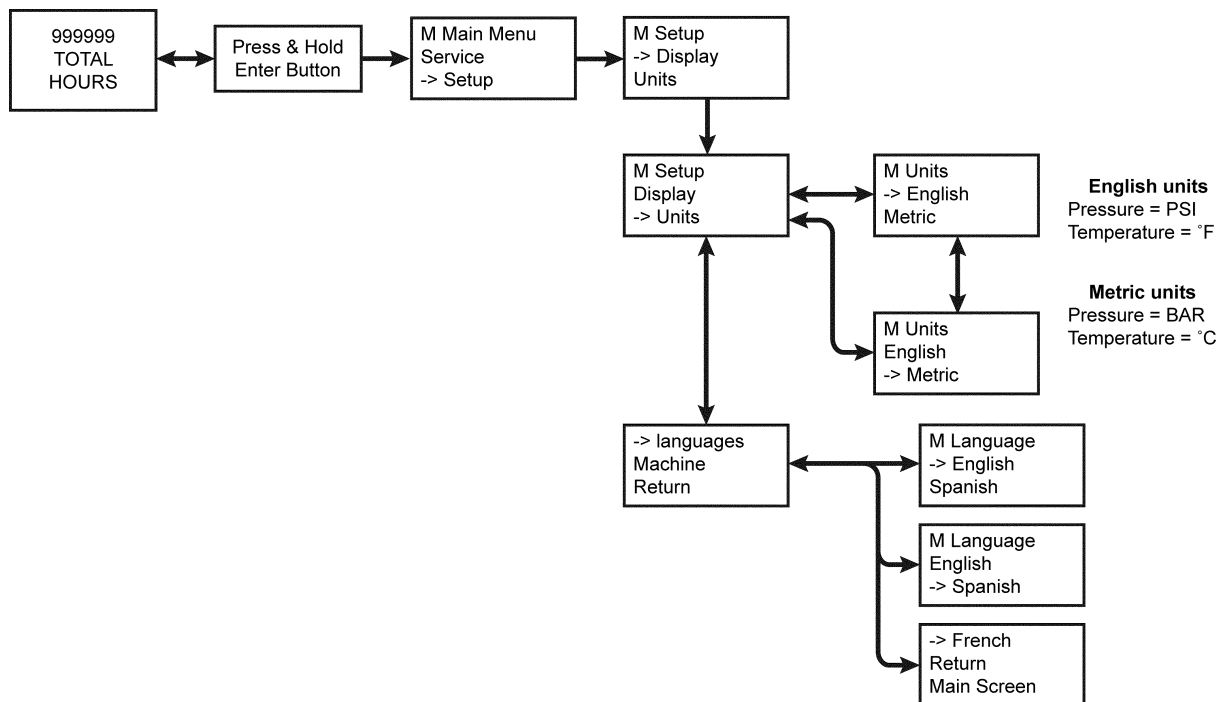 999999
TOTAL
HOURS
Press & Hold
Enter Button
M Main Menu
Service
-> Setup
M Setup
-> Display
Units
M Setup
Display
-> Units
M Units
-> English
Metric
English units
Pressure = PSI
Temperature = ˚F
M Units
English
-> Metric
Metric units
Pressure = BAR
Temperature = ˚C
-> languages
Machine
Return
M Language
-> English
Spanish
M Language
English
-> Spanish
-> French
Return
Main Screen